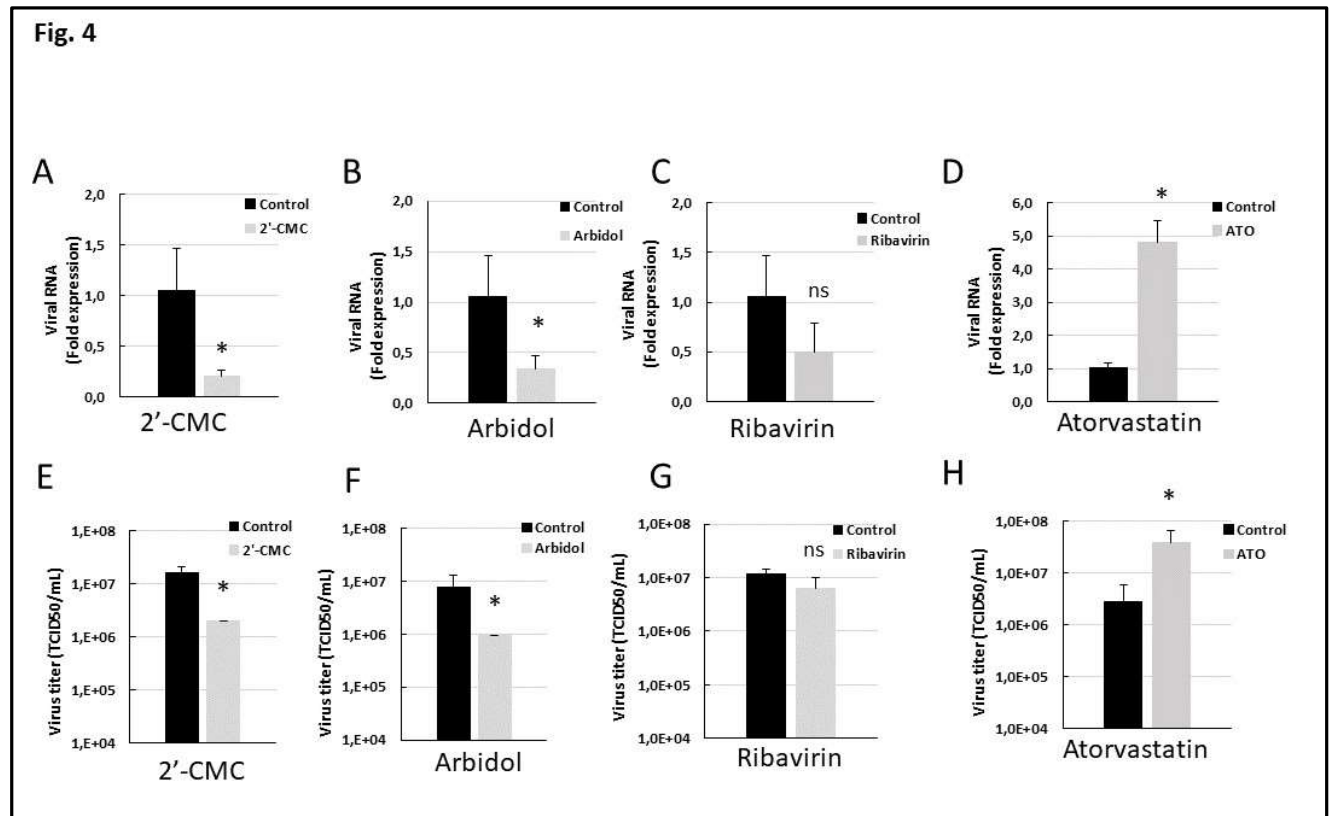 Fig. 4
A
Viral RNA
(Fold expression)
2,0
1,5
1,0
0,5
0,0
Control
2'-CMC
*
2'-CMC
B
Viral RNA
(Fold expression)
2,0
1,5
1,0
0,5
0,0
Control
Arbidol
*
Arbidol
C
Viral RNA
(Fold expression)
2,0
1,5
1,0
0,5
0,0
Control
Ribavirin
ns
Ribavirin
D
Viral RNA
(Fold expression)
6,0
5,0
4,0
3,0
2,0
1,0
0,0
*
Control
ATO
Atorvastatin
E
Virus titer (TCID50/mL)
1,E+08
1,E+07
1,E+06
1,E+05
1,E+04
Control
2'-CMC
*
2'-CMC
F
Virus titer (TCID50/mL)
1,E+08
1,E+07
1,E+06
1,E+05
1,E+04
Control
Arbidol
*
Arbidol
G
Virus titer (TCID50/mL)
1,0E+08
1,0E+07
1,0E+06
1,0E+05
1,0E+04
Control
Ribavirin
ns
Ribavirin
H
Virus titer (TCID50/mL)
1,0E+08
1,0E+07
1,0E+06
1,0E+05
1,0E+04
*
Control
ATO
Atorvastatin